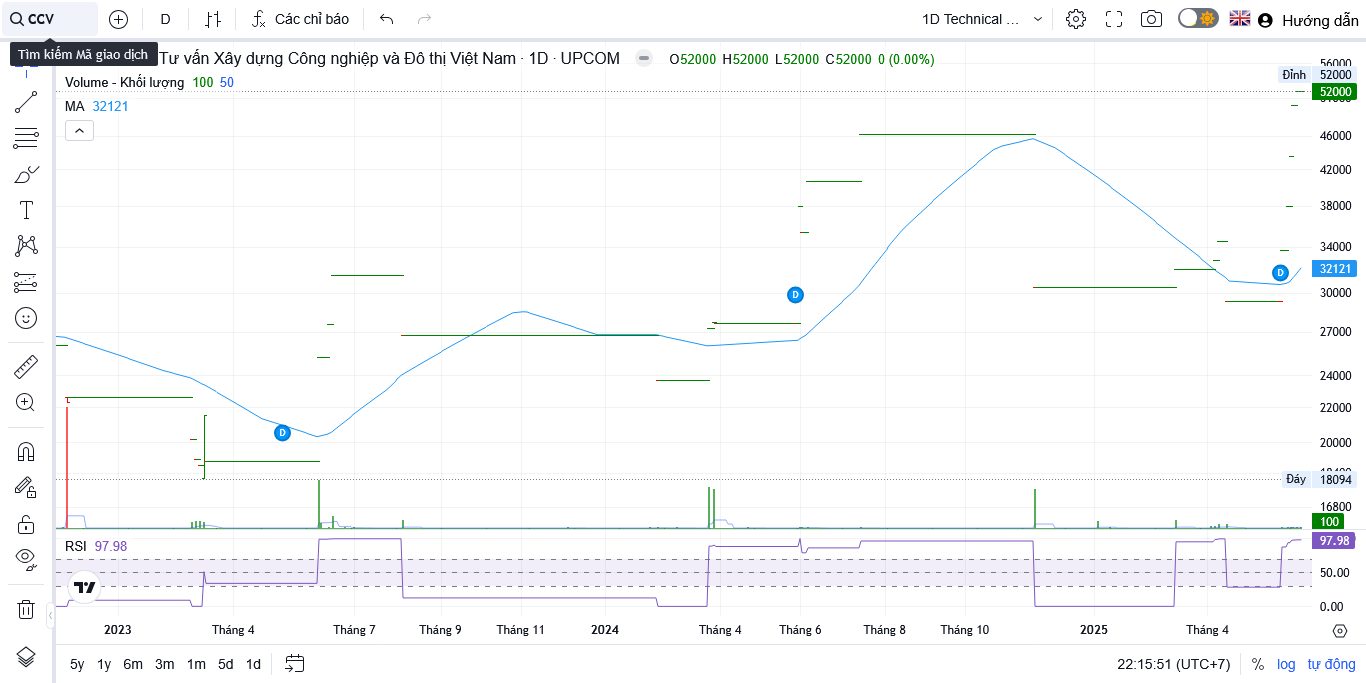 CCV
D
Các chỉ báo
1D Technical ...
Hướng dẫn
Tìm kiếm Mã giao dịch
Tư vấn Xây dựng Công nghiệp và Đô thị Việt Nam · 1D · UPCOM
O52000 H52000 L52000 C52000 0 (0.00%)
Volume - Khối lượng 100 50
MA 32121
56000
Đỉnh 52000
52000
46000
42000
38000
34000
32121
30000
27000
24000
22000
20000
Đáy 18094
16800
100
D
D
D
RSI 97.98
97.98
50.00
0.00
2023 Tháng 4 Tháng 7 Tháng 9 Tháng 11 2024 Tháng 4 Tháng 6 Tháng 8 Tháng 10 2025 Tháng 4
5y 1y 6m 3m 1m 5d 1d
22:15:51 (UTC+7) % log tự động